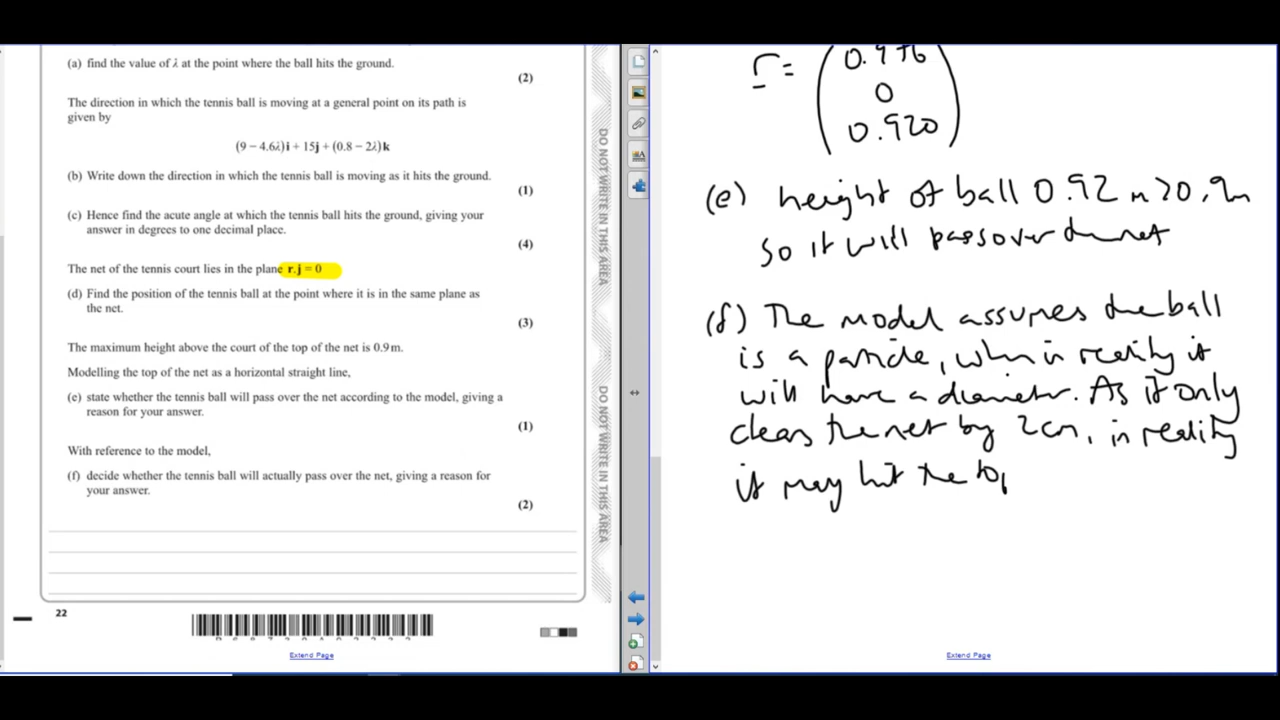 (a) find the value of λ at the point where the ball hits the ground.
(2)
The direction in which the tennis ball is moving at a general point on its path is
given by
(9 – 4.6λ)i + 15j + (0.8 – 2λ)k
(b) Write down the direction in which the tennis ball is moving as it hits the ground.
(1)
(c) Hence find the acute angle at which the tennis ball hits the ground, giving your
answer in degrees to one decimal place.
(4)
The net of the tennis court lies in the plane r.j = 0
(d) Find the position of the tennis ball at the point where it is in the same plane as
the net.
(3)
The maximum height above the court of the top of the net is 0.9 m.
Modelling the top of the net as a horizontal straight line,
(e) state whether the tennis ball will pass over the net according to the model, giving a
reason for your answer.
(1)
With reference to the model,
(f) decide whether the tennis ball will actually pass over the net, giving a reason for
your answer.
(2)
22
Extend Page
DO NOT WRITE IN THIS AREA
DO NOT WRITE IN THIS AREA
r =
0
0.920
(e) height of ball 0.92 m > 0.9m
so it will pass over the net
(f) The model assumes the ball
is a particle, when in reality it
will have a diameter. As it only
clears the net by 2cm, in reality
it may hit the top
Extend Page